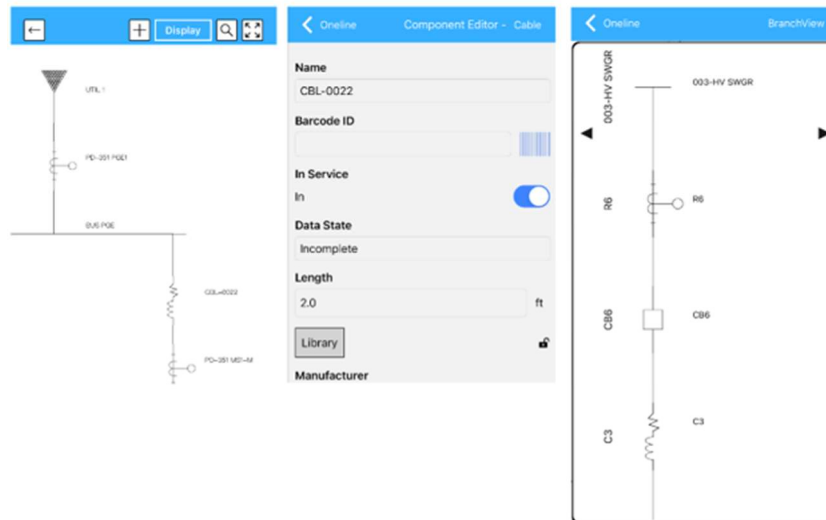 Display
UTIL 1
PD-351 PGE1
BUS-PGE
CBL-0022
PD-351 MS1-M
Oneline
Component Editor - Cable
Name
CBL-0022
Barcode ID
In Service
In
Data State
Incomplete
Length
2.0 ft
Library
Manufacturer
Oneline
BranchView
003-HV SWGR
003-HV SWGR
R6
R6
CB6
CB6
C3
C3